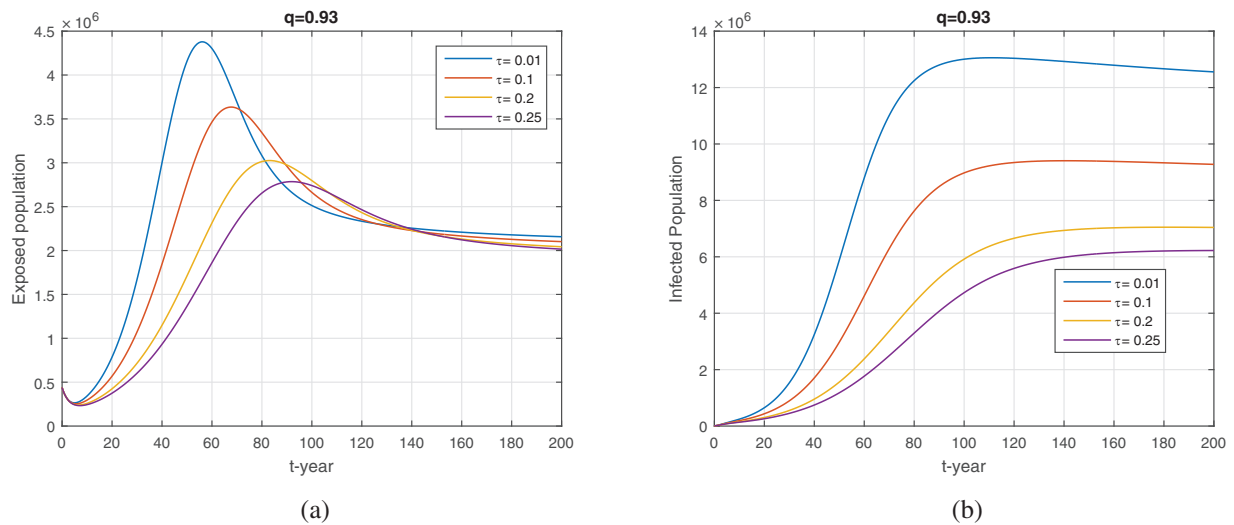 q=0.93
× 10^6
4.5
4
3.5
3
2.5
2
1.5
1
0.5
0
Exposed population
τ= 0.01
τ= 0.1
τ= 0.2
τ= 0.25
0 20 40 60 80 100 120 140 160 180 200
t-year
(a)
q=0.93
× 10^6
14
12
10
8
6
4
2
0
Infected Population
τ= 0.01
τ= 0.1
τ= 0.2
τ= 0.25
0 20 40 60 80 100 120 140 160 180 200
t-year
(b)